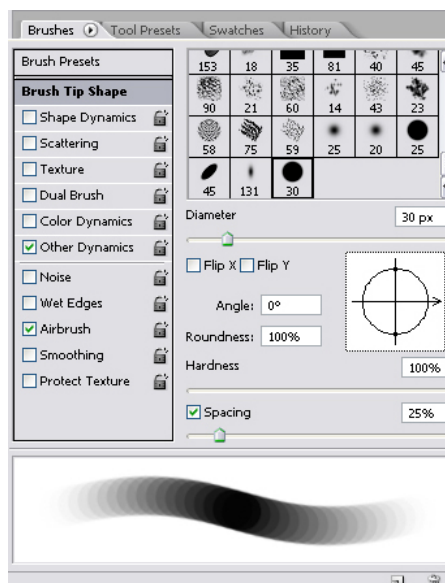 Brushes Tool Presets Swatches History
Brush Presets
Brush Tip Shape
Shape Dynamics
Scattering
Texture
Dual Brush
Color Dynamics
Other Dynamics
Noise
Wet Edges
Airbrush
Smoothing
Protect Texture
153 18 35 81 40 45
90 21 60 14 43 23
58 75 59 25 20 25
45 131 30
Diameter 30 px
Flip X Flip Y
Angle: 0º
Roundness: 100%
Hardness 100%
Spacing 25%